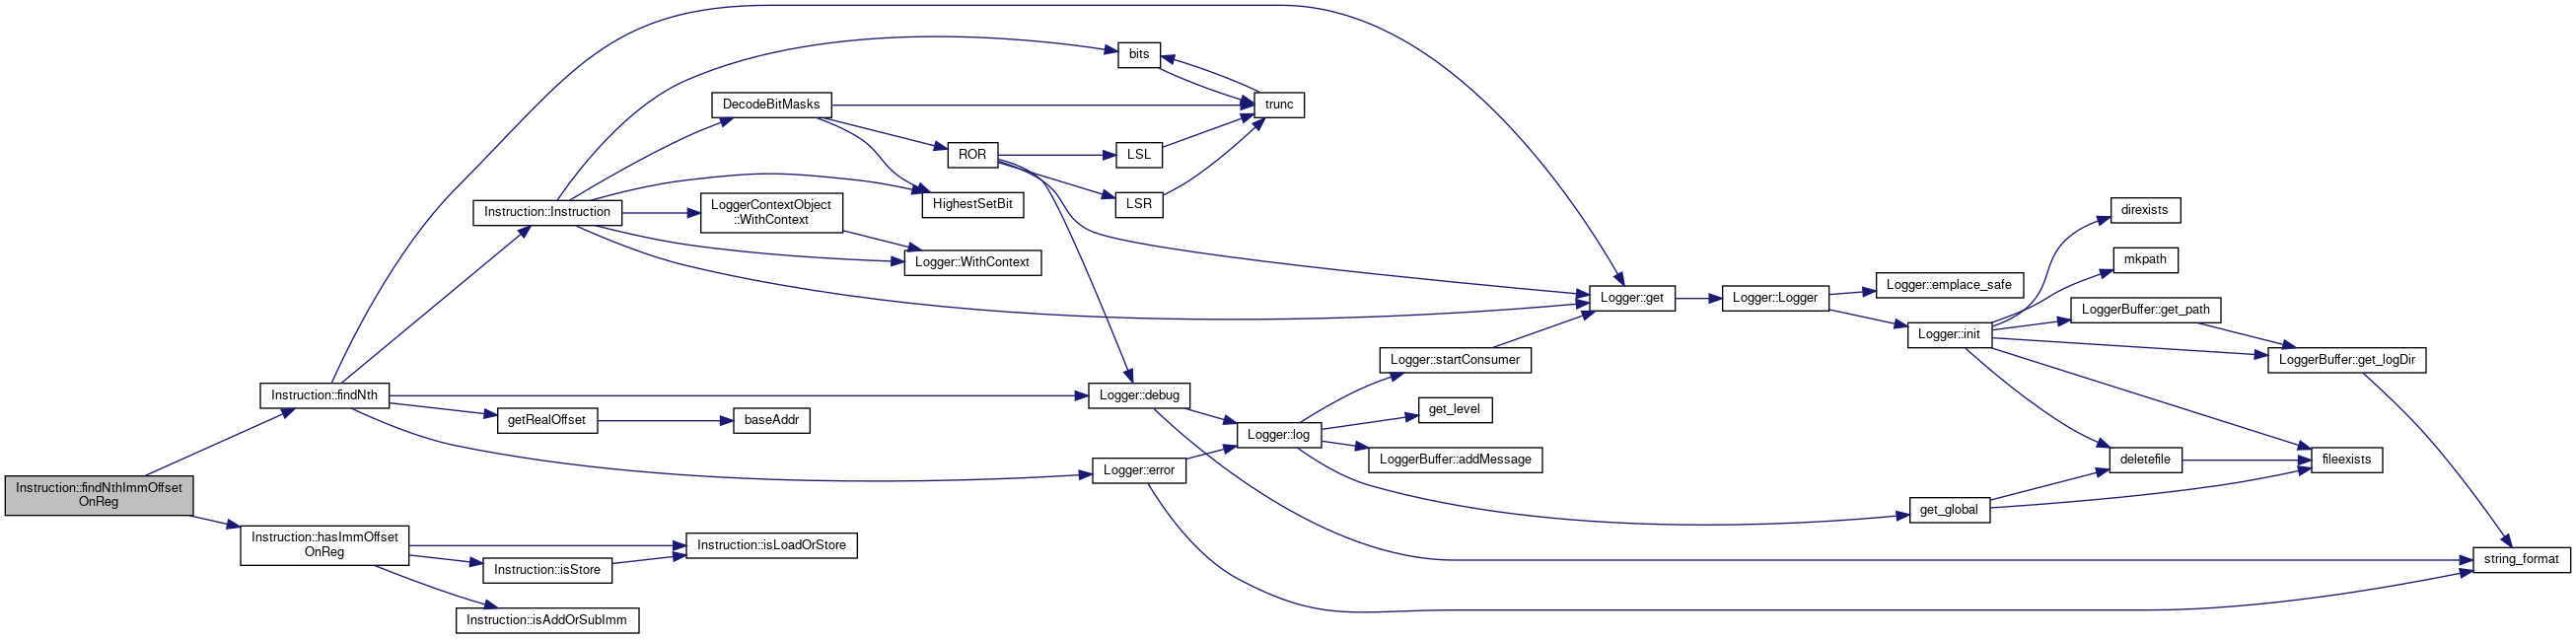 Instruction::findNthImmOffset
OnReg
Instruction::findNth
Instruction::hasImmOffset
OnReg
Instruction::Instruction
getRealOffset
baseAddr
Instruction::isLoadOrStore
Instruction::isStore
Instruction::isAddOrSubImm
DecodeBitMasks
LoggerContextObject
::WithContext
HighestSetBit
Logger::WithContext
ROR
bits
trunc
LSL
LSR
Logger::debug
Logger::error
Logger::log
Logger::startConsumer
get_level
LoggerBuffer::addMessage
Logger::get
Logger::Logger
Logger::emplace_safe
Logger::init
get_global
direxists
mkpath
LoggerBuffer::get_path
LoggerBuffer::get_logDir
deletefile
fileexists
string_format